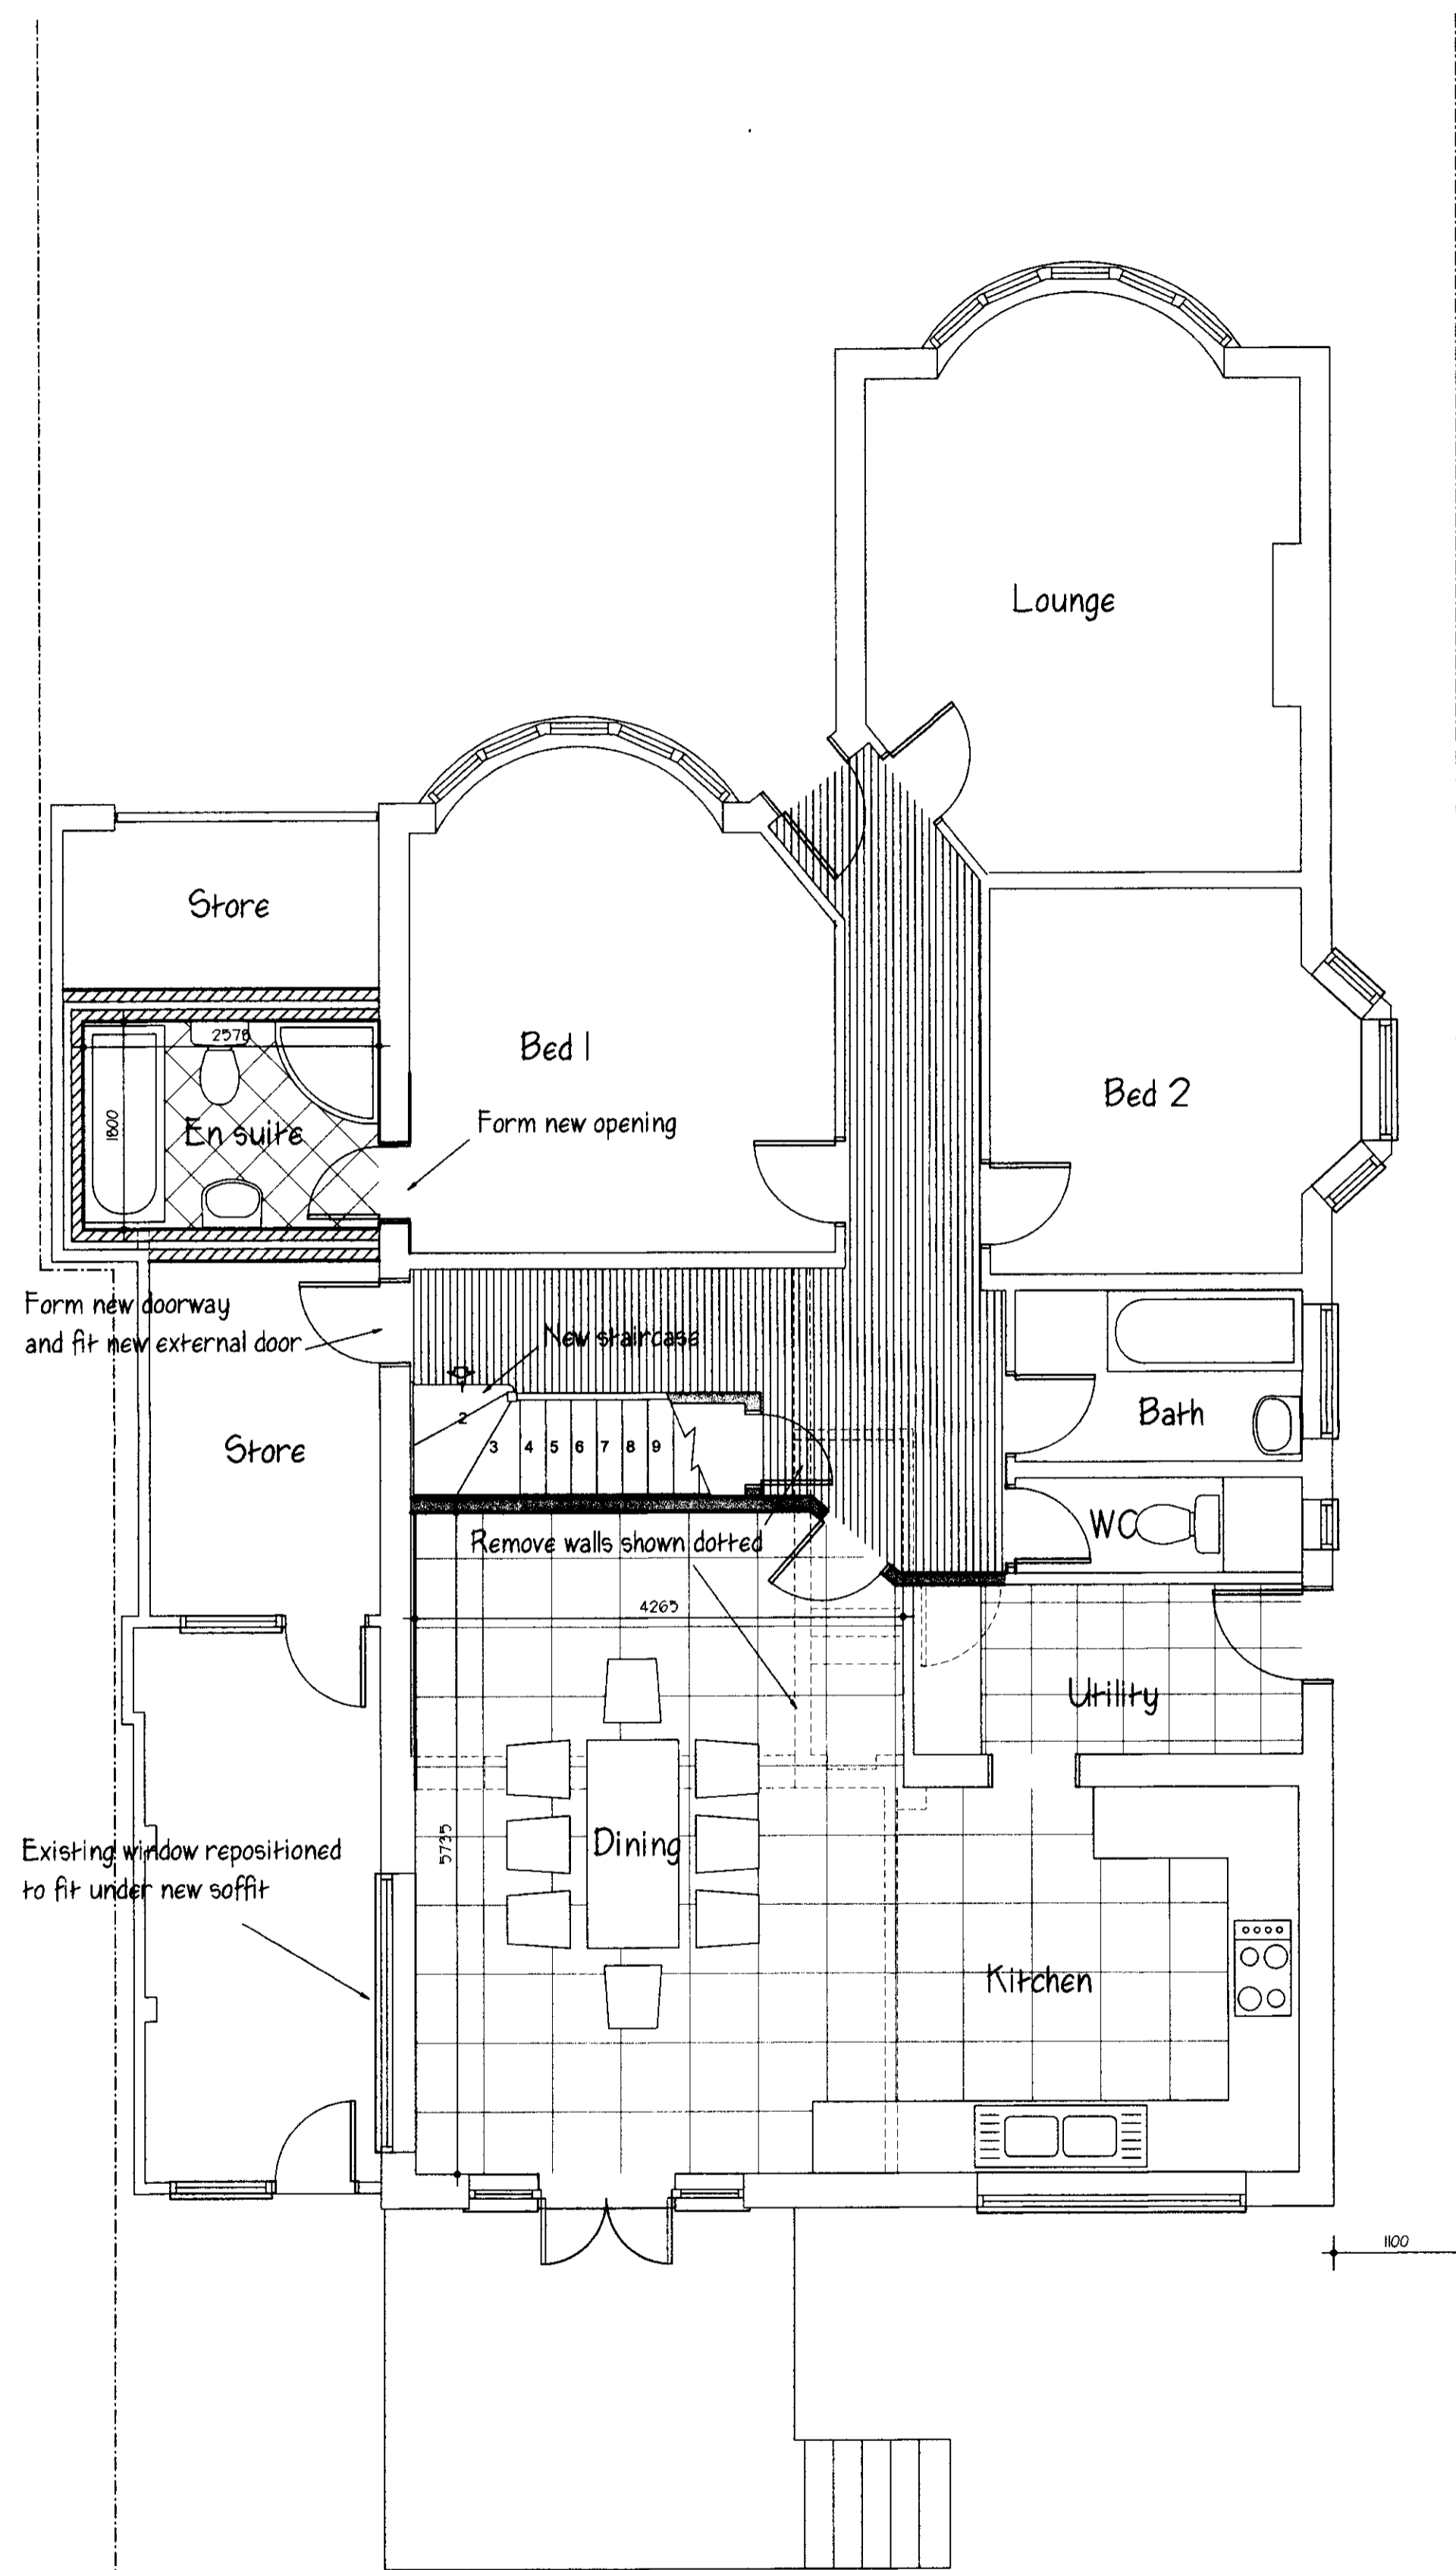 Lounge
Store
2575
Bed 1
1800
En suite
Bed 2
Form new opening
Form new doorway
and fit new external door
New staircase
2
3 4 5 6 7 8 9
Bath
Store
WC
Remove walls shown dotted
4265
Utility
Dining
5735
Existing window repositioned
to fit under new soffit
Kitchen
1100